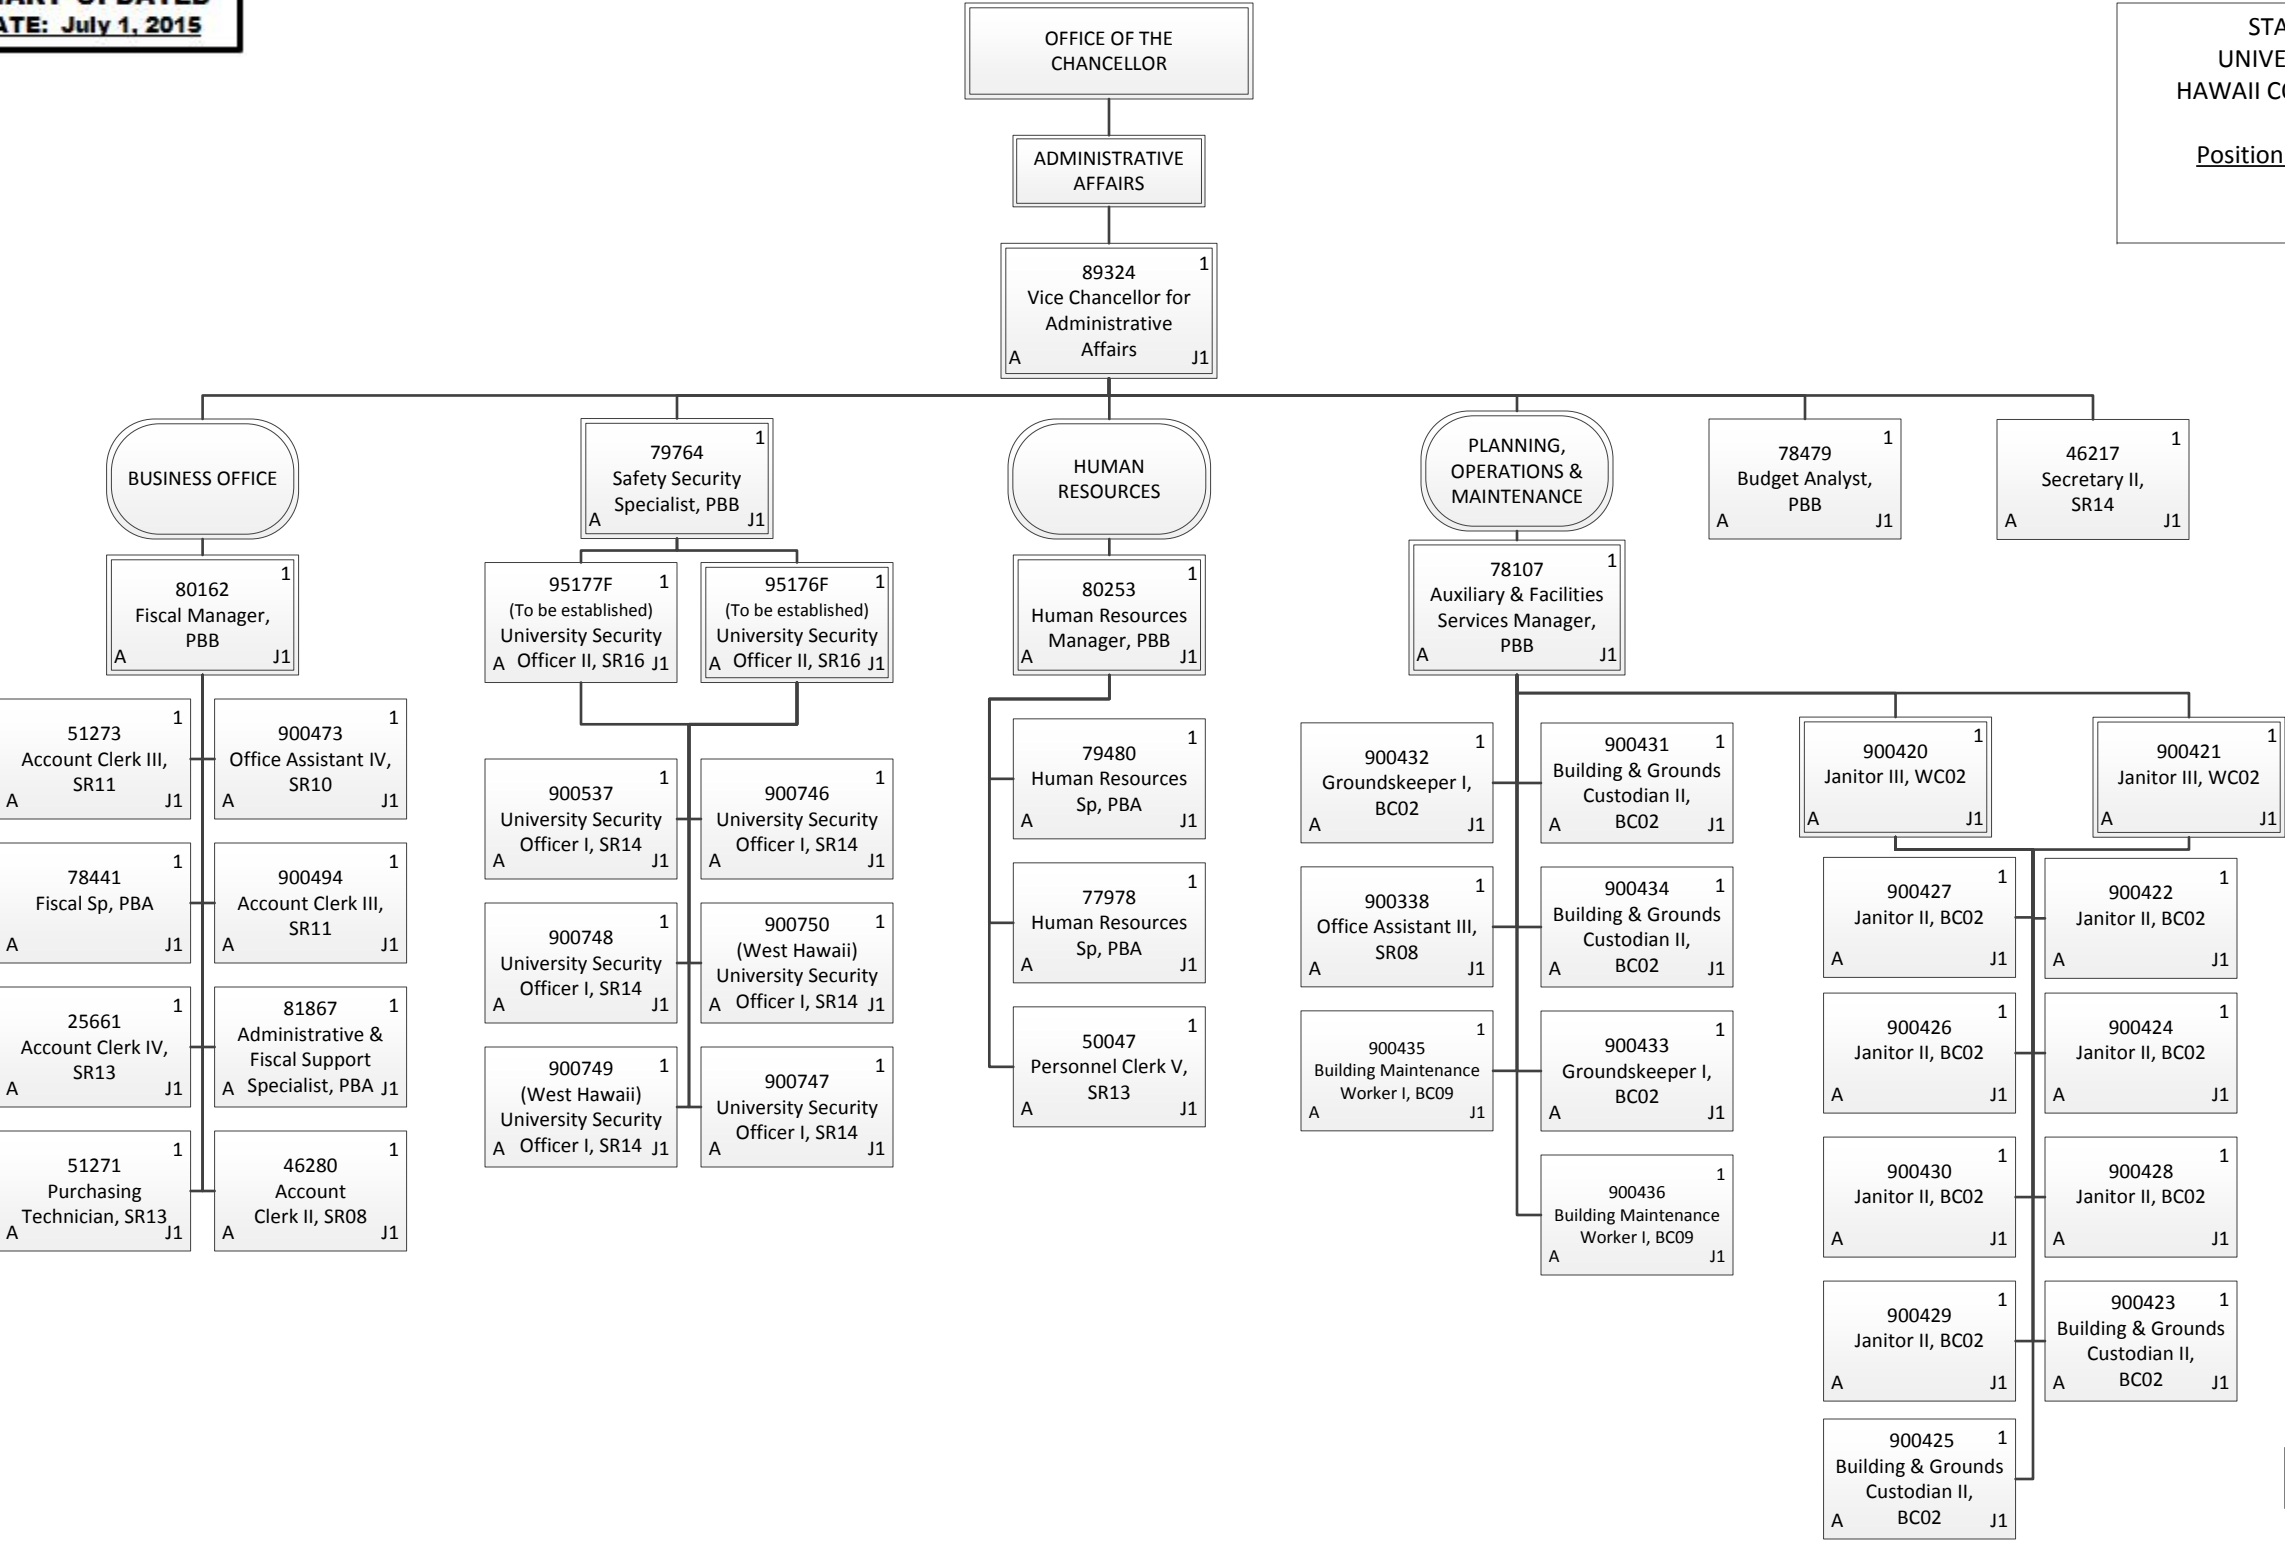 DATE: July 1, 2015
OFFICE OF THE
CHANCELLOR
HAWAII
Position
ADMINISTRATIVE
AFFAIRS
1
89324
Vice Chancellor for
Administrative
Affairs
A J1
BUSINESS OFFICE
1
80162
Fiscal Manager,
PBB
A J1
1
51273
Account Clerk III,
SR11
A J1
1
900473
Office Assistant IV,
SR10
A J1
1
78441
Fiscal Sp, PBA
A J1
1
900494
Account Clerk III,
SR11
A J1
1
25661
Account Clerk IV,
SR13
A J1
81867 1
Administrative &
Fiscal Support
Specialist, PBA
A J1
1
51271
Purchasing
Technician, SR13
A J1
1
46280
Account
Clerk II, SR08
A J1
1
79764
Safety Security
Specialist, PBB
A J1
95177F 1
(To be established)
University Security
Officer II, SR16
A J1
95176F 1
(To be established)
University Security
Officer II, SR16
A J1
1
900537
University Security
Officer I, SR14
A J1
1
900746
University Security
Officer I, SR14
A J1
1
900748
University Security
Officer I, SR14
A J1
900750 1
(West Hawaii)
University Security
Officer I, SR14
A J1
900749 1
(West Hawaii)
University Security
Officer I, SR14
A J1
1
900747
University Security
Officer I, SR14
A J1
HUMAN
RESOURCES
1
80253
Human Resources
Manager, PBB
A J1
1
79480
Human Resources
Sp, PBA
A J1
1
77978
Human Resources
Sp, PBA
A J1
1
50047
Personnel Clerk V,
SR13
A J1
PLANNING,
OPERATIONS &
MAINTENANCE
1
78107
Auxiliary & Facilities
Services Manager,
PBB
A J1
1
900432
Groundskeeper I,
BC02
A J1
900431 1
Building & Grounds
Custodian II,
BC02
A J1
1
900338
Office Assistant III,
SR08
A J1
900434 1
Building & Grounds
Custodian II,
BC02
A J1
1
900435
Building Maintenance
Worker I, BC09
A J1
1
900433
Groundskeeper I,
BC02
A J1
1
900436
Building Maintenance
Worker I, BC09
A J1
1
900420
Janitor III, WC02
A J1
1
900421
Janitor III, WC02
A J1
1
900427
Janitor II, BC02
A J1
1
900422
Janitor II, BC02
A J1
1
900426
Janitor II, BC02
A J1
1
900424
Janitor II, BC02
A J1
1
900430
Janitor II, BC02
A J1
1
900428
Janitor II, BC02
A J1
1
900429
Janitor II, BC02
A J1
900423 1
Building & Grounds
Custodian II,
BC02
A J1
900425 1
Building & Grounds
Custodian II,
BC02
A J1
1
78479
Budget Analyst,
PBB
A J1
1
46217
Secretary II,
SR14
A J1